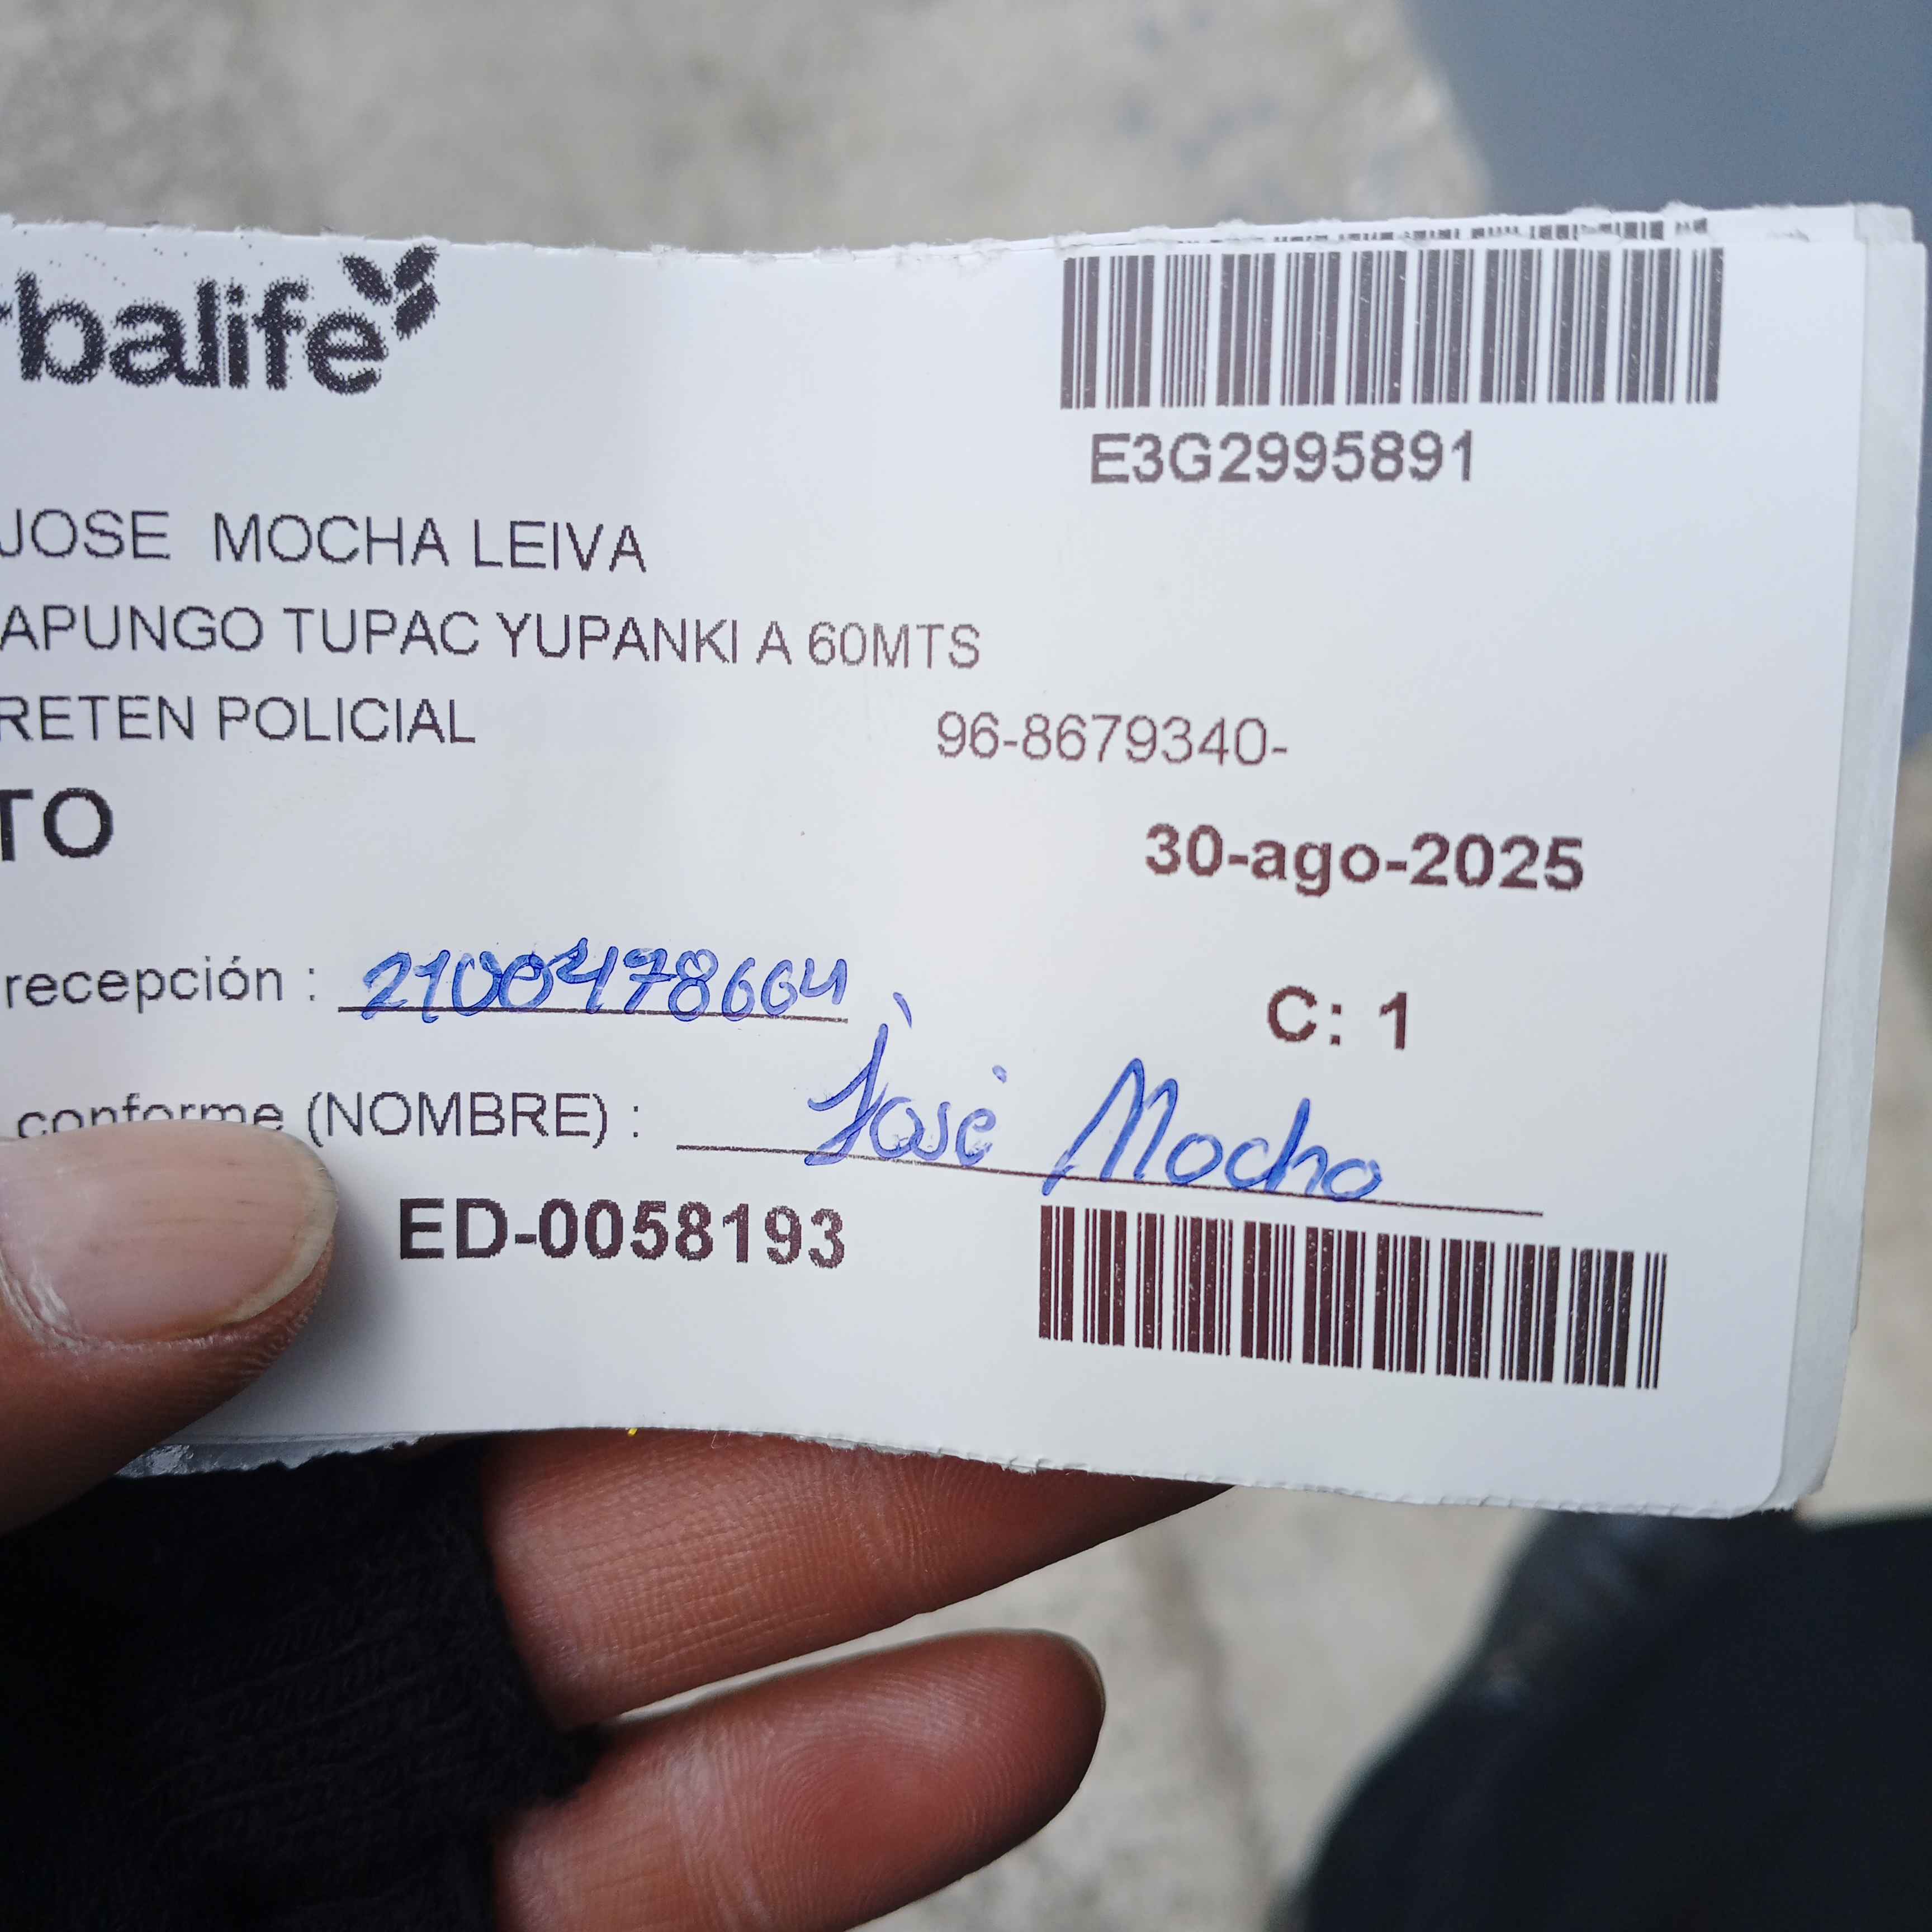 rbalife
E3G2995891
JOSE MOCHA LEIVA
APUNGO TUPAC YUPANKI A 60MTS
RETEN POLICIAL
96-8679340-
TO
30-ago-2025
recepción : 2100478664
C: 1
conforme (NOMBRE) : José Mocha
ED-0058193